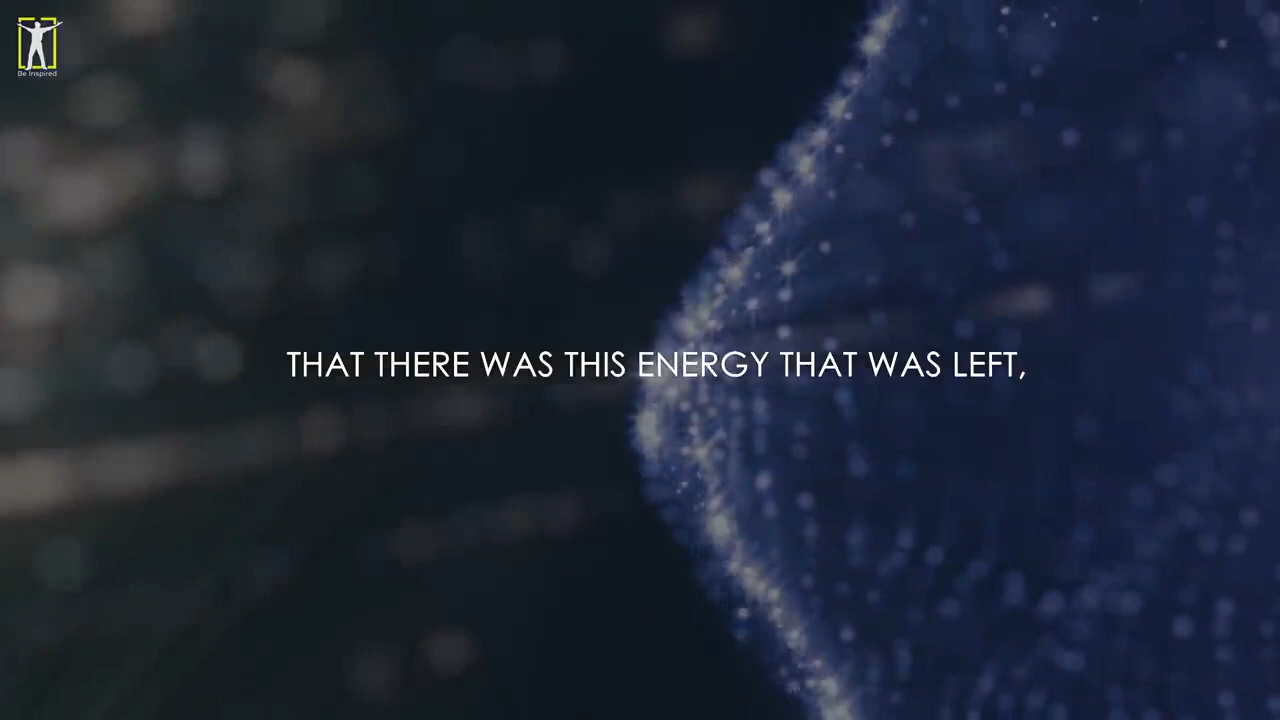 Be Inspired
THAT THERE WAS THIS ENERGY THAT WAS LEFT,